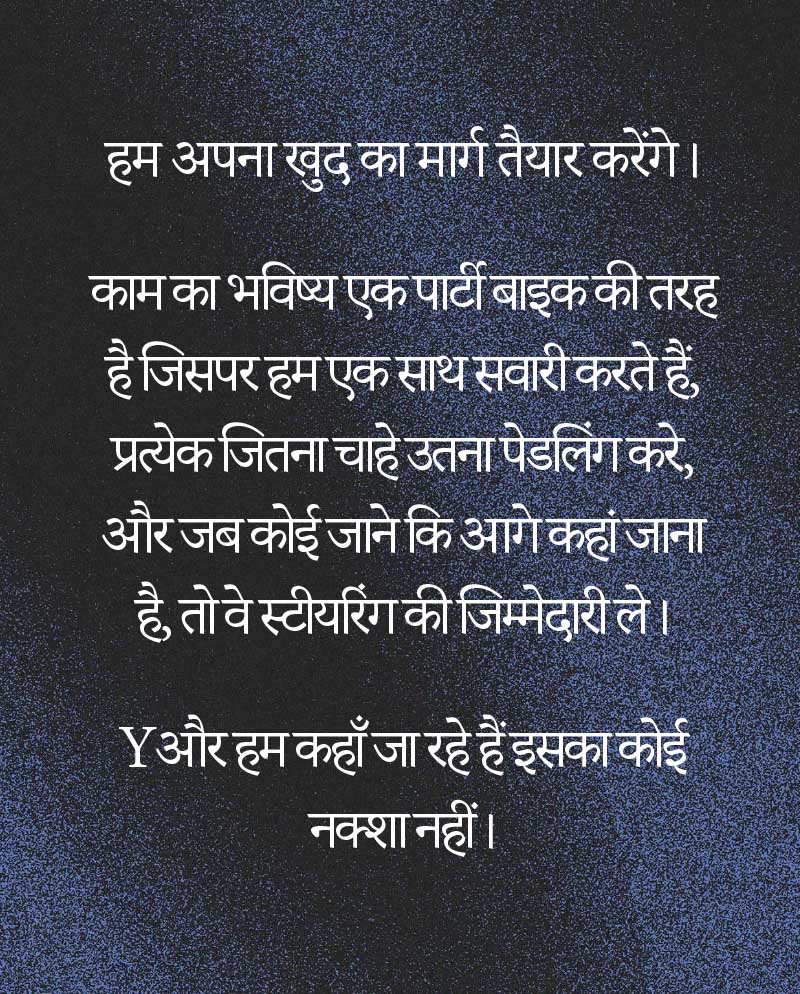 हम अपना खुद का मार्ग तैयार करेंगे।
काम का भविष्य एक पार्टी बाइक की तरह
है जिसपर हम एक साथ सवारी करते हैं,
प्रत्येक जितना चाहे उतना पेडलिंग करे,
और जब कोई जाने कि आगे कहां जाना
है, तो वे स्टीयरिंग की जिम्मेदारी ले।
Yऔर हम कहाँ जा रहे हैं इसका कोई
नक्शा नहीं।